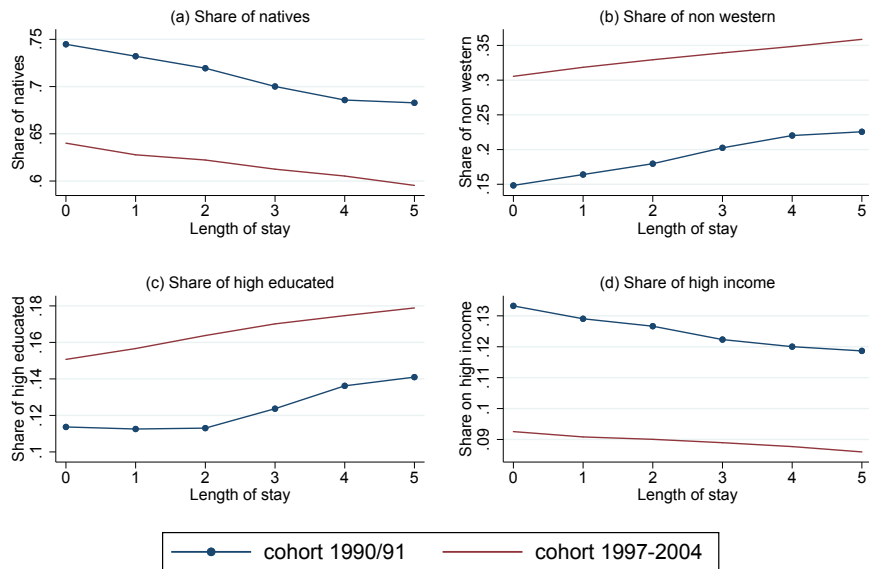 (a) Share of natives
Share of natives
.75
.7
.65
.6
0 1 2 3 4 5
Length of stay
(b) Share of non western
Share of non western
.35
.3
.25
.2
.15
0 1 2 3 4 5
Length of stay
(c) Share of high educated
Share of high educated
.18
.16
.14
.12
.1
0 1 2 3 4 5
Length of stay
(d) Share of high income
Share on high income
.13
.12
.11
.1
.09
0 1 2 3 4 5
Length of stay
cohort 1990/91 cohort 1997-2004